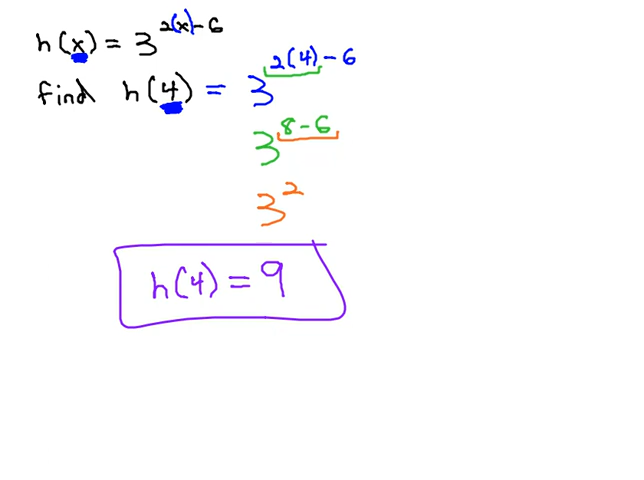 h(x) = 3^{2(x)-6}
find h(4) = 3^{2(4)-6}
3^{8-6}
3^{2}
h(4) = 9